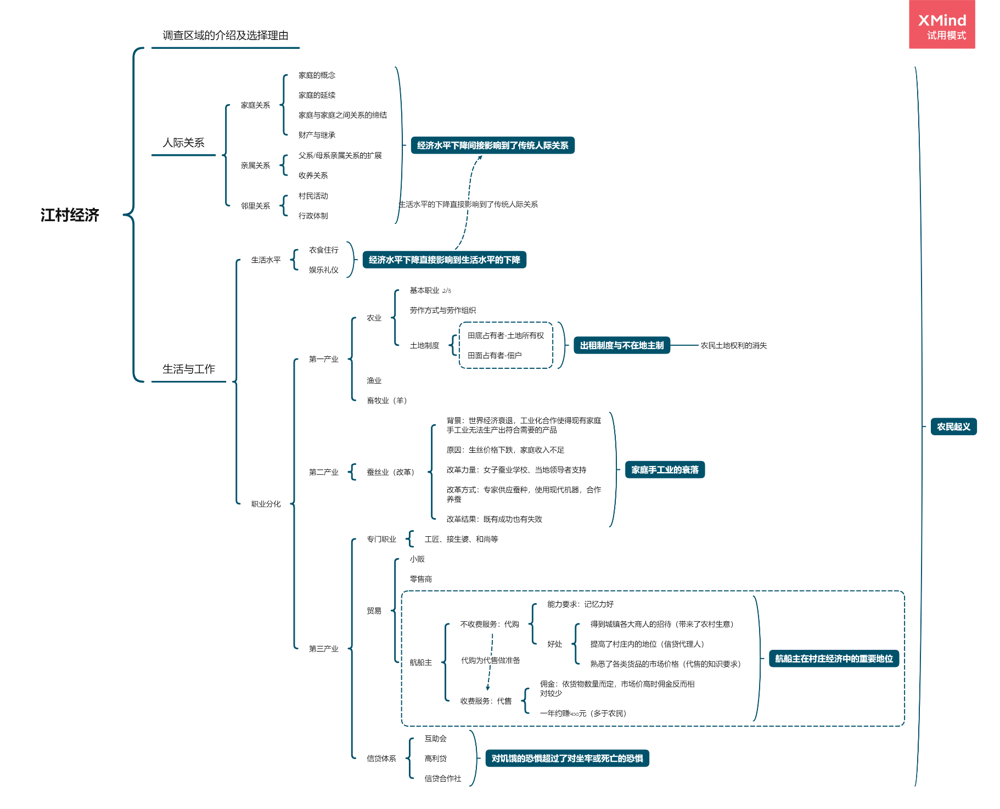 XMind
试用模式
江村经济
调查区域的介绍及选择理由
人际关系
家庭关系
家庭的概念
家庭的延续
家庭与家庭之间关系的缔结
财产与继承
亲属关系
父系/母系亲属关系的扩展
收养关系
邻里关系
村民活动
行政体制
经济水平下降间接影响到了传统人际关系
生活水平的下降直接影响到了传统人际关系
生活与工作
生活水平
衣食住行
娱乐礼仪
经济水平下降直接影响到生活水平的下降
职业分化
第一产业
农业
基本职业 2/3
劳作方式与劳作组织
土地制度
田底占有者-土地所有权
田面占有者-佃户
出租制度与不在地主制
农民土地权利的消失
渔业
畜牧业（羊）
第二产业
蚕丝业（改革）
背景：世界经济衰退，工业化合作使得现有家庭
手工业无法生产出符合需要的产品
原因：生丝价格下跌，家庭收入不足
改革力量：女子蚕业学校、当地领导者支持
改革方式：专家供应蚕种，使用现代机器，合作
养蚕
改革结果：既有成功也有失败
家庭手工业的衰落
第三产业
专门职业
工匠、接生婆、和尚等
贸易
小贩
零售商
航船主
不收费服务：代购
能力要求：记忆力好
好处
得到城镇各大商人的招待（带来了农村生意）
提高了村庄内的地位（信贷代理人）
熟悉了各类货品的市场价格（代售的知识要求）
代购为代售做准备
收费服务：代售
佣金：依货物数量而定，市场价高时佣金反而相
对较少
一年约赚400元（多于农民）
航船主在村庄经济中的重要地位
信贷体系
互助会
高利贷
信贷合作社
对饥饿的恐惧超过了对坐牢或死亡的恐惧
农民起义